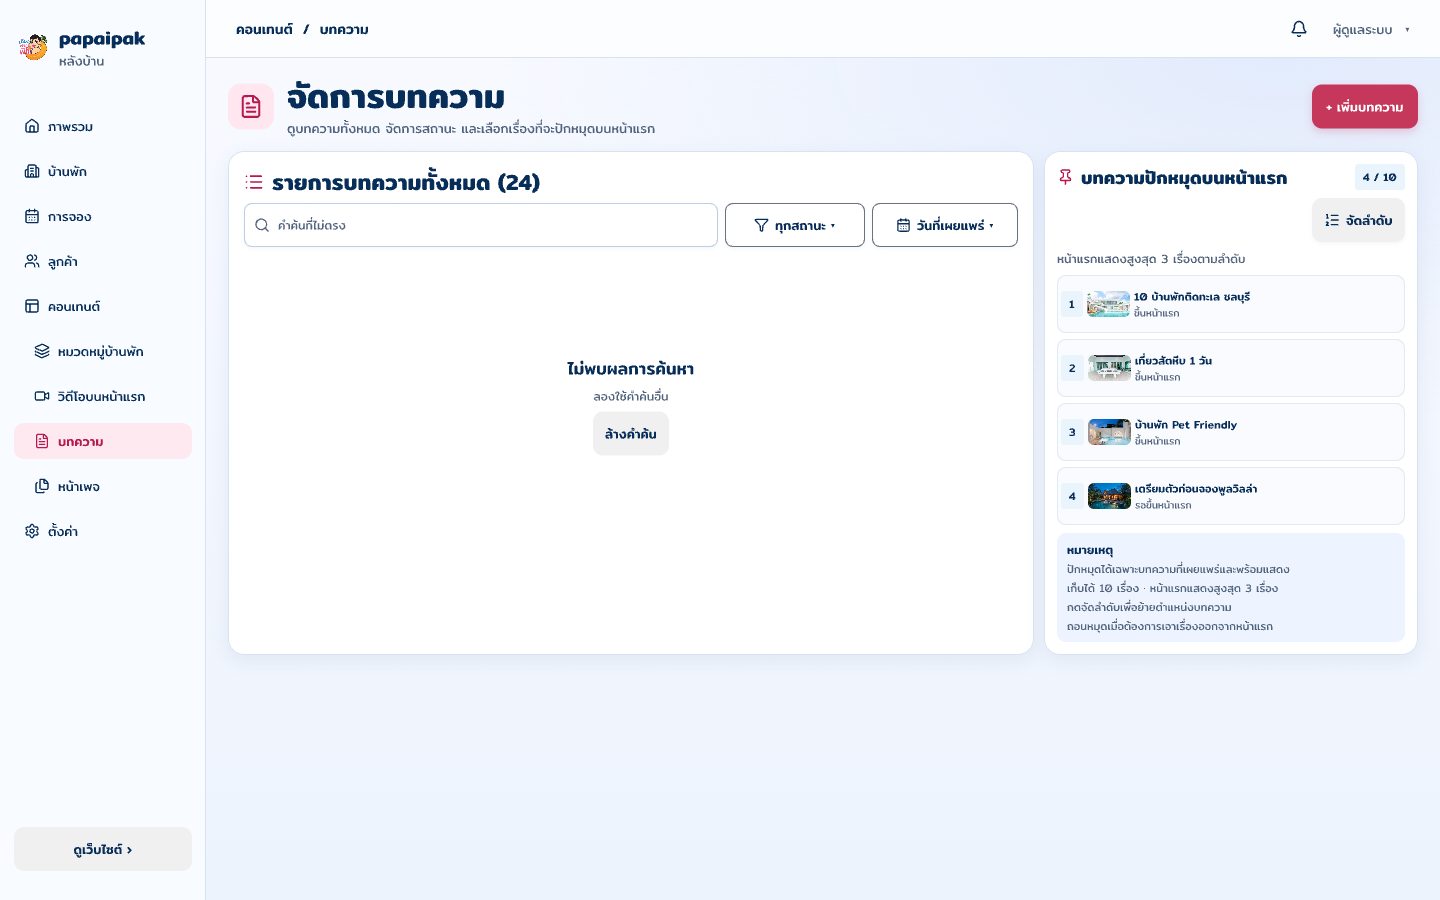 papaipak
หลังบ้าน
ภาพรวม
บ้านพัก
การจอง
ลูกค้า
คอนเทนต์
หมวดหมู่บ้านพัก
วิดีโอบนหน้าแรก
บทความ
หน้าเพจ
ตั้งค่า
ดูเว็บไซต์ ›
คอนเทนต์ / บทความ
ผู้ดูแลระบบ
จัดการบทความ
ดูบทความทั้งหมด จัดการสถานะ และเลือกเรื่องที่จะปักหมุดบนหน้าแรก
+ เพิ่มบทความ
รายการบทความทั้งหมด (24)
คำค้นที่ไม่ตรง
ทุกสถานะ
วันที่เผยแพร่
ไม่พบผลการค้นหา
ลองใช้คำค้นอื่น
ล้างคำค้น
บทความปักหมุดบนหน้าแรก
4 / 10
จัดลำดับ
หน้าแรกแสดงสูงสุด 3 เรื่องตามลำดับ
1
10 บ้านพักติดทะเล ชลบุรี
ขึ้นหน้าแรก
2
เที่ยวสัตหีบ 1 วัน
ขึ้นหน้าแรก
3
บ้านพัก Pet Friendly
ขึ้นหน้าแรก
4
เตรียมตัวก่อนจองพูลวิลล่า
รอขึ้นหน้าแรก
หมายเหตุ
ปักหมุดได้เฉพาะบทความที่เผยแพร่และพร้อมแสดง
เก็บได้ 10 เรื่อง · หน้าแรกแสดงสูงสุด 3 เรื่อง
กดจัดลำดับเพื่อย้ายตำแหน่งบทความ
ถอนหมุดเมื่อต้องการเอาเรื่องออกจากหน้าแรก